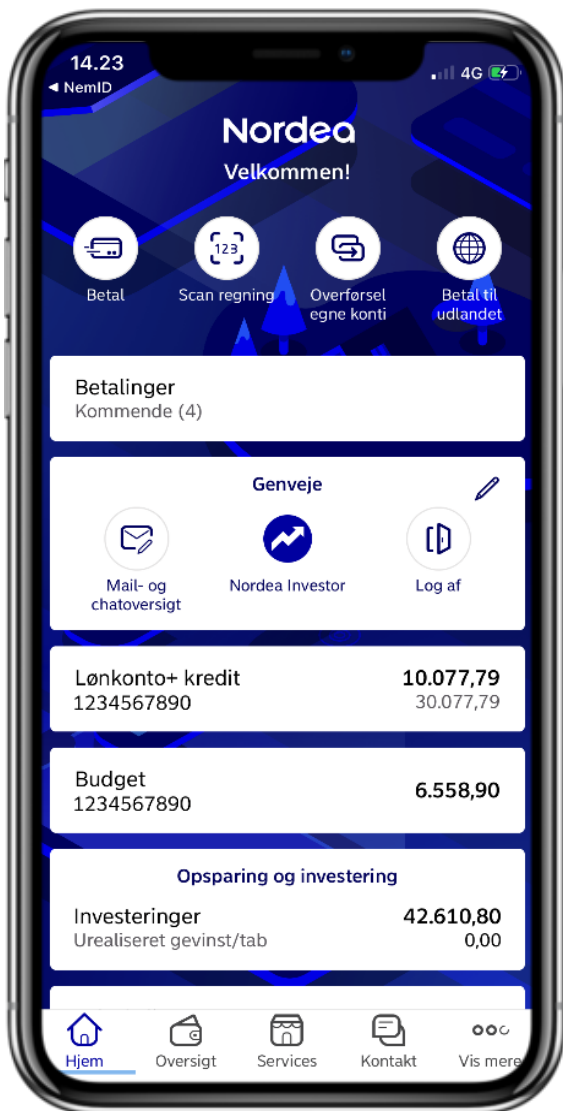 14.23
4G
◀ NemID
Nordea
Velkommen!
123
Betal
Scan regning
Overførsel
egne konti
Betal til
udlandet
Betalinger
Kommende (4)
Genveje
Mail- og
chatoversigt
Nordea Investor
Log af
Lønkonto+ kredit
10.077,79
1234567890
30.077,79
Budget
1234567890
6.558,90
Opsparing og investering
Investeringer
42.610,80
Urealiseret gevinst/tab
0,00
Hjem
Oversigt
Services
Kontakt
Vis mere